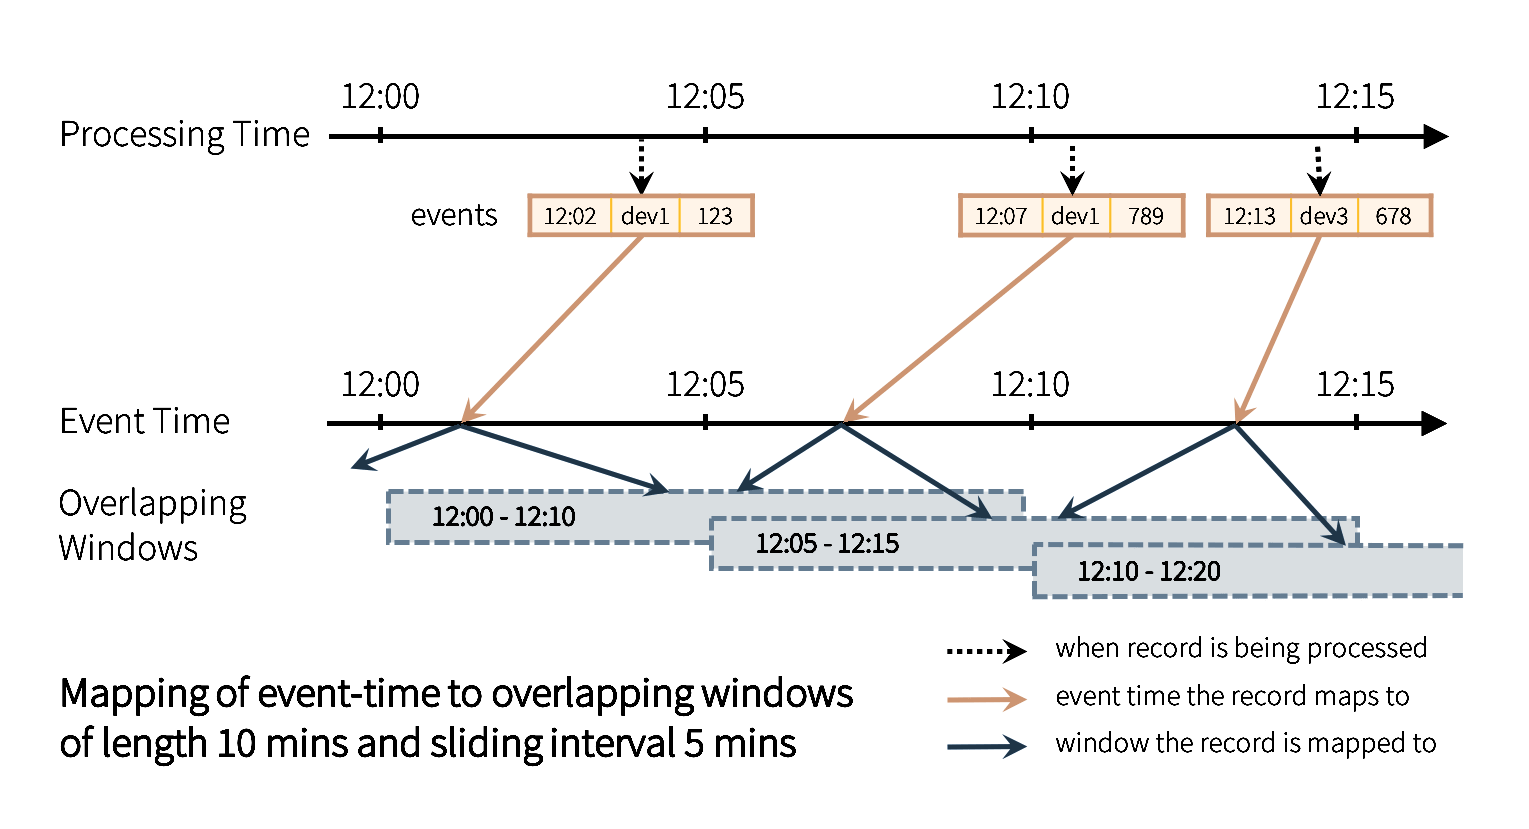 12:00 12:05 12:10 12:15
Processing Time
events 12:02 dev1 123 12:07 dev1 789 12:13 dev3 678
12:00 12:05 12:10 12:15
Event Time
Overlapping
Windows
12:00 - 12:10
12:05 - 12:15
12:10 - 12:20
when record is being processed
event time the record maps to
window the record is mapped to
Mapping of event-time to overlapping windows
of length 10 mins and sliding interval 5 mins